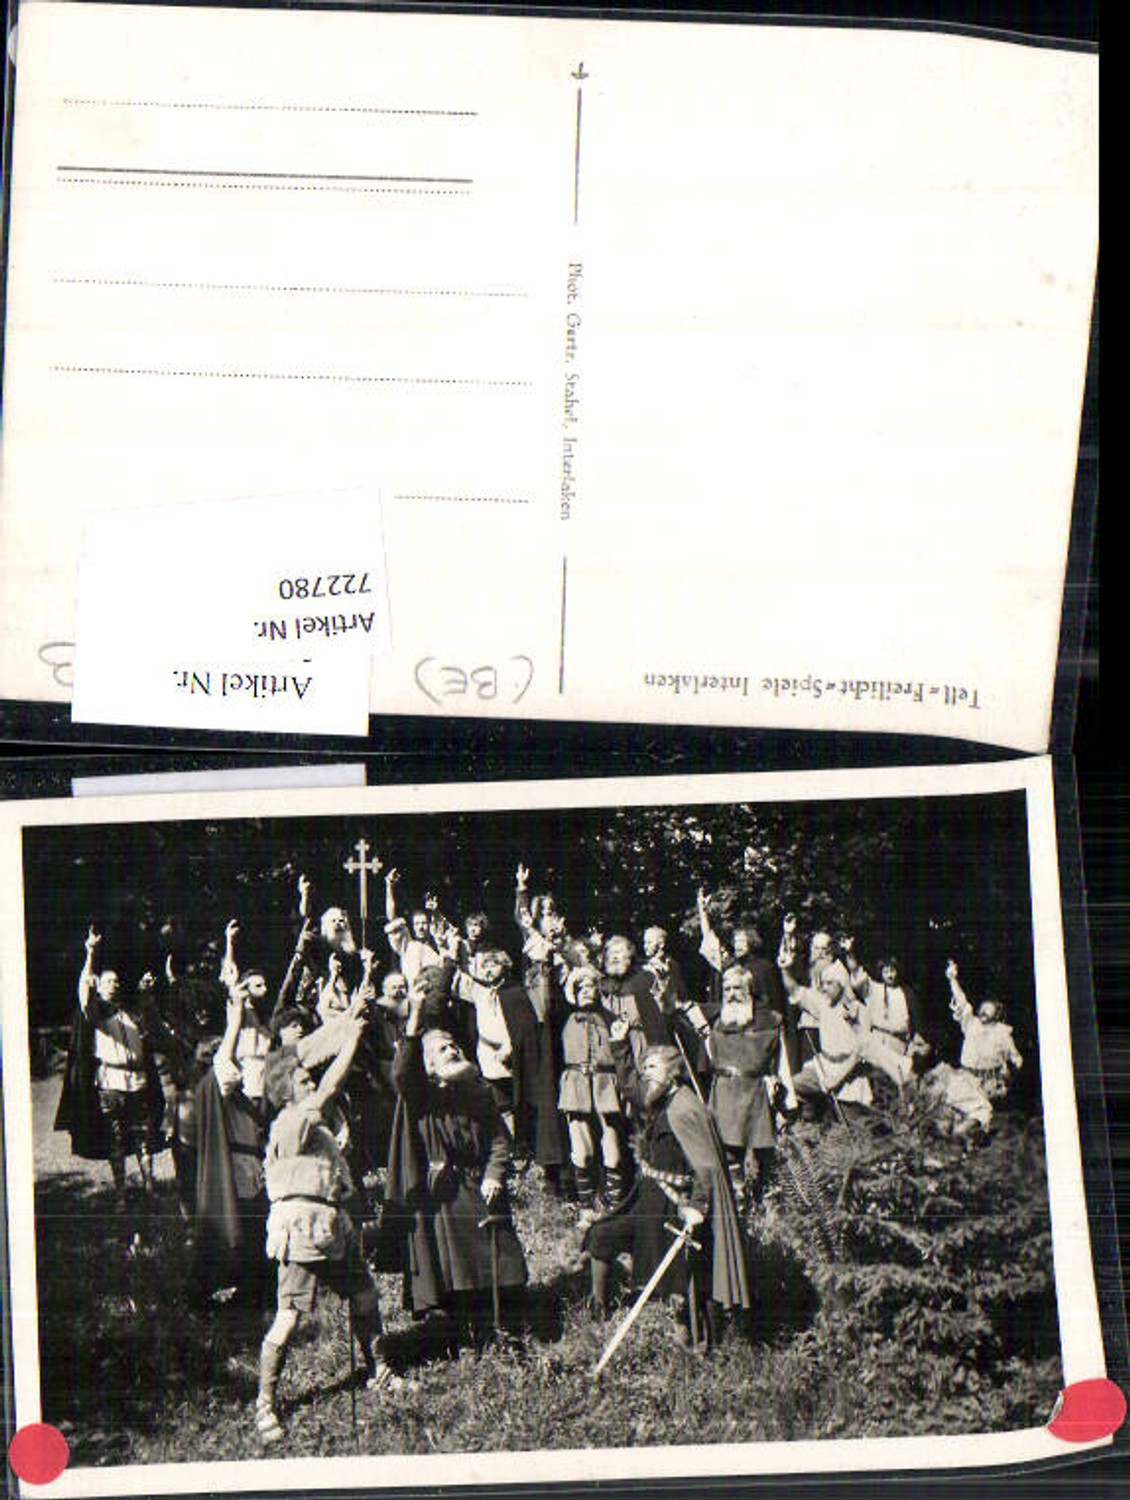 Tell-Freilicht-Spiele Interlaken
Phot. Gertr. Stahel, Interlaken
(BE)
Artikel Nr.
Artikel Nr.
722780